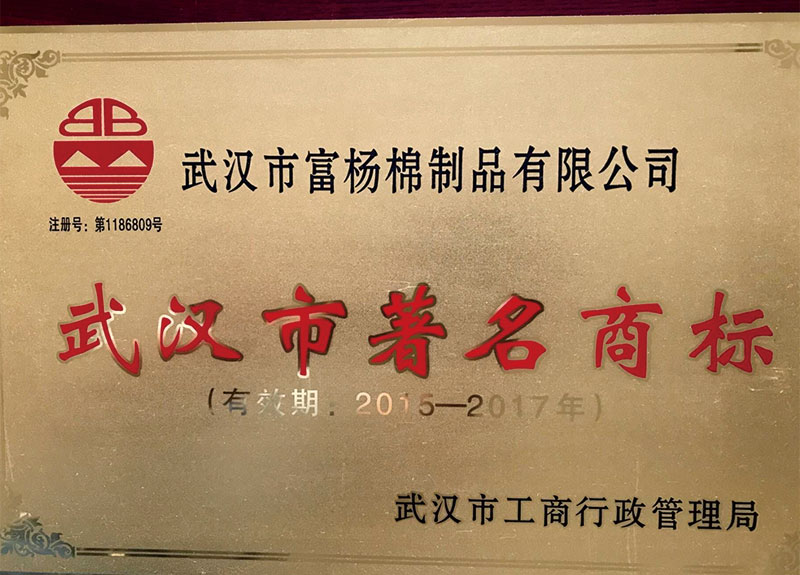 武汉市富杨棉制品有限公司
注册号：第1186809号
武汉市著名商标
（有效期：2015—2017年）
武汉市工商行政管理局